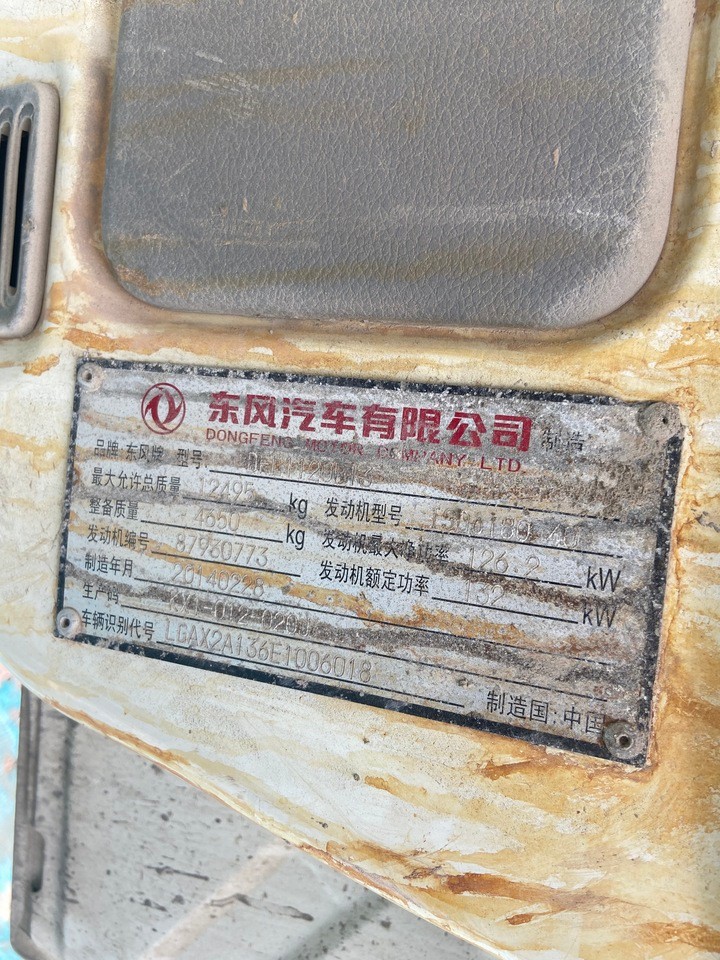 东风汽车有限公司 制造
DONGFENG MOTOR COMPANY LTD
品牌 东风牌 型号
最大允许总质量 12495 kg 发动机型号
整备质量 4650 kg 发动机最大净功率 126.2 kW
发动机编号 87960773 发动机额定功率 132 kW
制造年月 20140226
生产码
车辆识别代号 LGAX2A136E1006018
制造国:中国